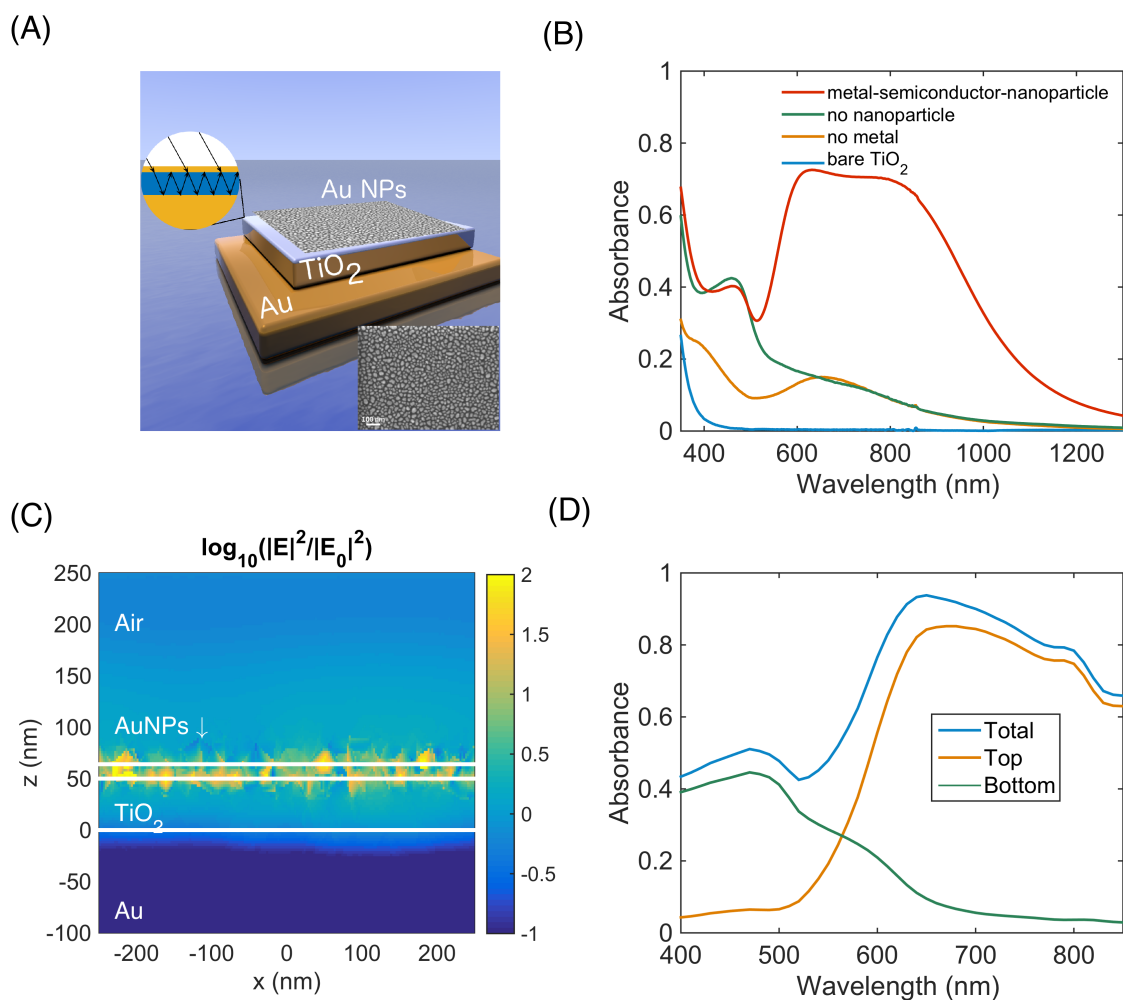 (A)
Au NPs
TiO2
Au
100 nm
(B)
1
0.8
0.6
0.4
0.2
0
Absorbance
metal-semiconductor-nanoparticle
no nanoparticle
no metal
bare TiO2
400 600 800 1000 1200
Wavelength (nm)
(C)
log10(|E|2/|E0|2)
250
200
150
100
50
0
-50
-100
z (nm)
Air
AuNPs ↓
TiO2
Au
-200 -100 0 100 200
x (nm)
2
1.5
1
0.5
0
-0.5
-1
(D)
1
0.8
0.6
0.4
0.2
0
Absorbance
Total
Top
Bottom
400 500 600 700 800
Wavelength (nm)